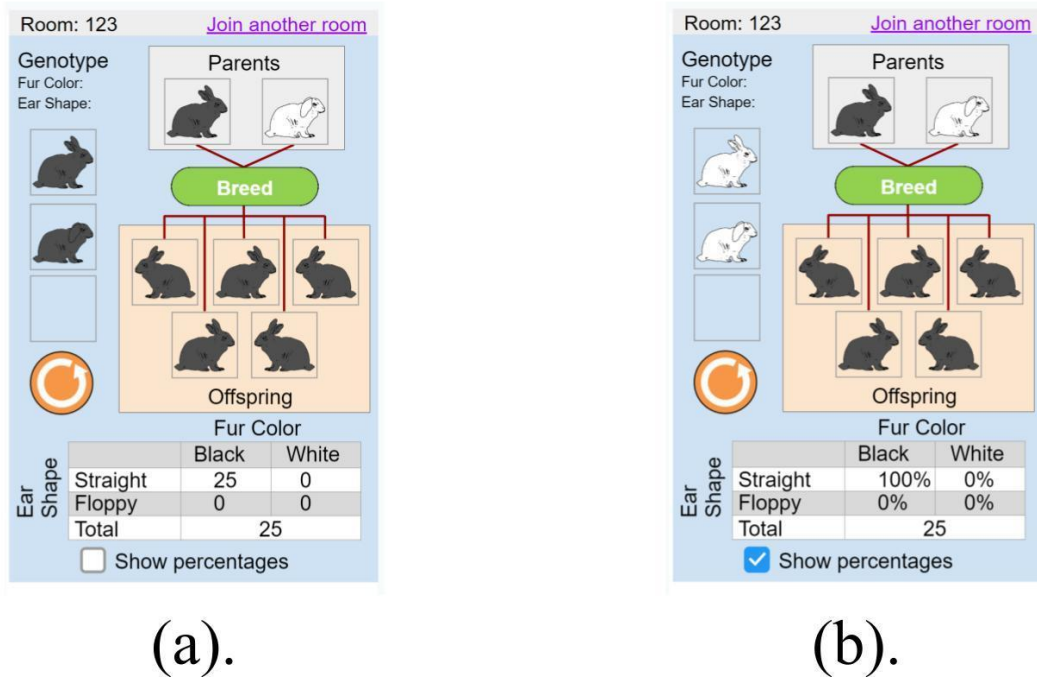 Room: 123 Join another room
Genotype
Fur Color:
Ear Shape:
Parents
Breed
Offspring
Fur Color
Ear Shape
Black White
Straight 25 0
Floppy 0 0
Total 25
Show percentages
(a).
Room: 123 Join another room
Genotype
Fur Color:
Ear Shape:
Parents
Breed
Offspring
Fur Color
Ear Shape
Black White
Straight 100% 0%
Floppy 0% 0%
Total 25
Show percentages
(b).